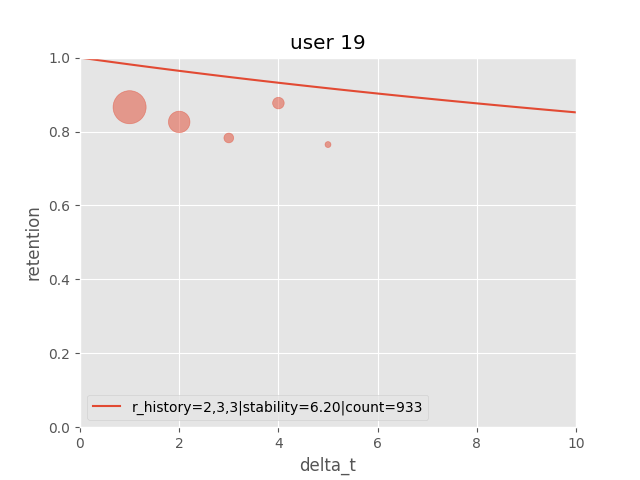 user 19
retention
1.0
0.8
0.6
0.4
0.2
0.0
r_history=2,3,3|stability=6.20|count=933
0 2 4 6 8 10
delta_t